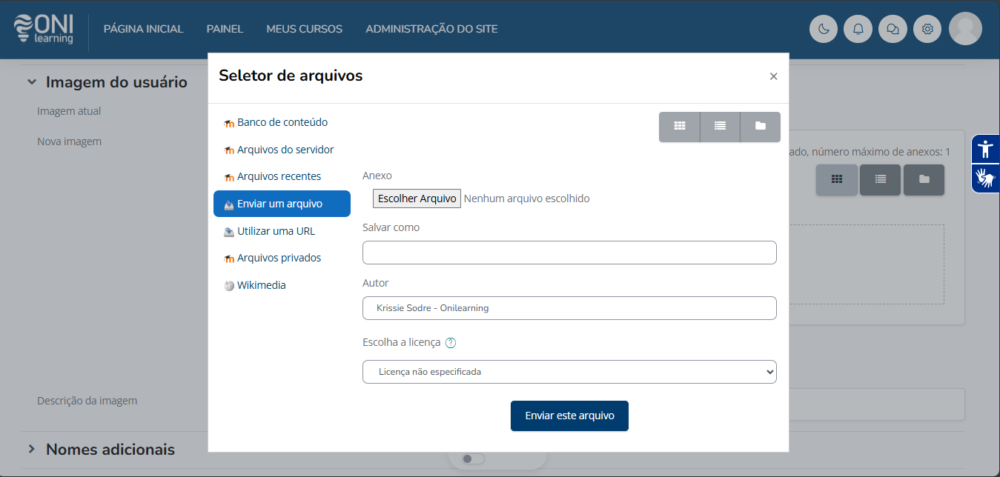 ONI
learning
PÁGINA INICIAL
PAINEL
MEUS CURSOS
ADMINISTRAÇÃO DO SITE
Seletor de arquivos
×
Imagem do usuário
Imagem atual
Nova imagem
ado, número máximo de anexos: 1
Banco de conteúdo
Arquivos do servidor
Arquivos recentes
Enviar um arquivo
Utilizar uma URL
Arquivos privados
Wikimedia
Anexo
Escolher Arquivo Nenhum arquivo escolhido
Salvar como
Autor
Krissie Sodre - Onilearning
Escolha a licença ?
Licença não especificada
Enviar este arquivo
Descrição da imagem
Nomes adicionais